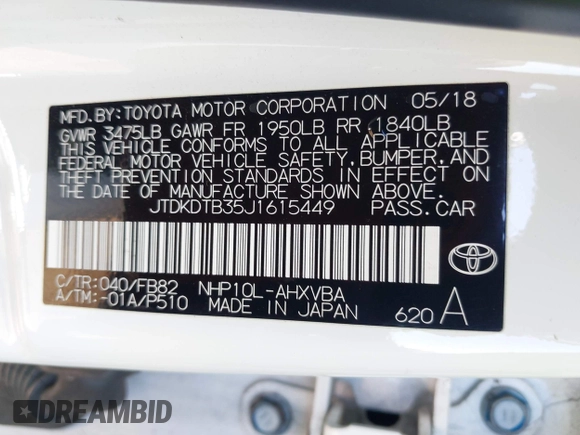 MFD.BY:TOYOTA MOTOR CORPORATION 05/18
GVWR 3475LB GAWR FR 1950LB RR 1840LB
THIS VEHICLE CONFORMS TO ALL APPLICABLE
FEDERAL MOTOR VEHICLE SAFETY,BUMPER,AND
THEFT PREVENTION STANDARDS IN EFFECT ON
THE DATE OF MANUFACTURE SHOWN ABOVE.
JTDKDTB35J1615449 PASS.CAR
C/TR:040/FB82 NHP10L-AHXVBA
A/TM:-01A/P510 MADE IN JAPAN
620 A
TOYOTA
DREAMBID